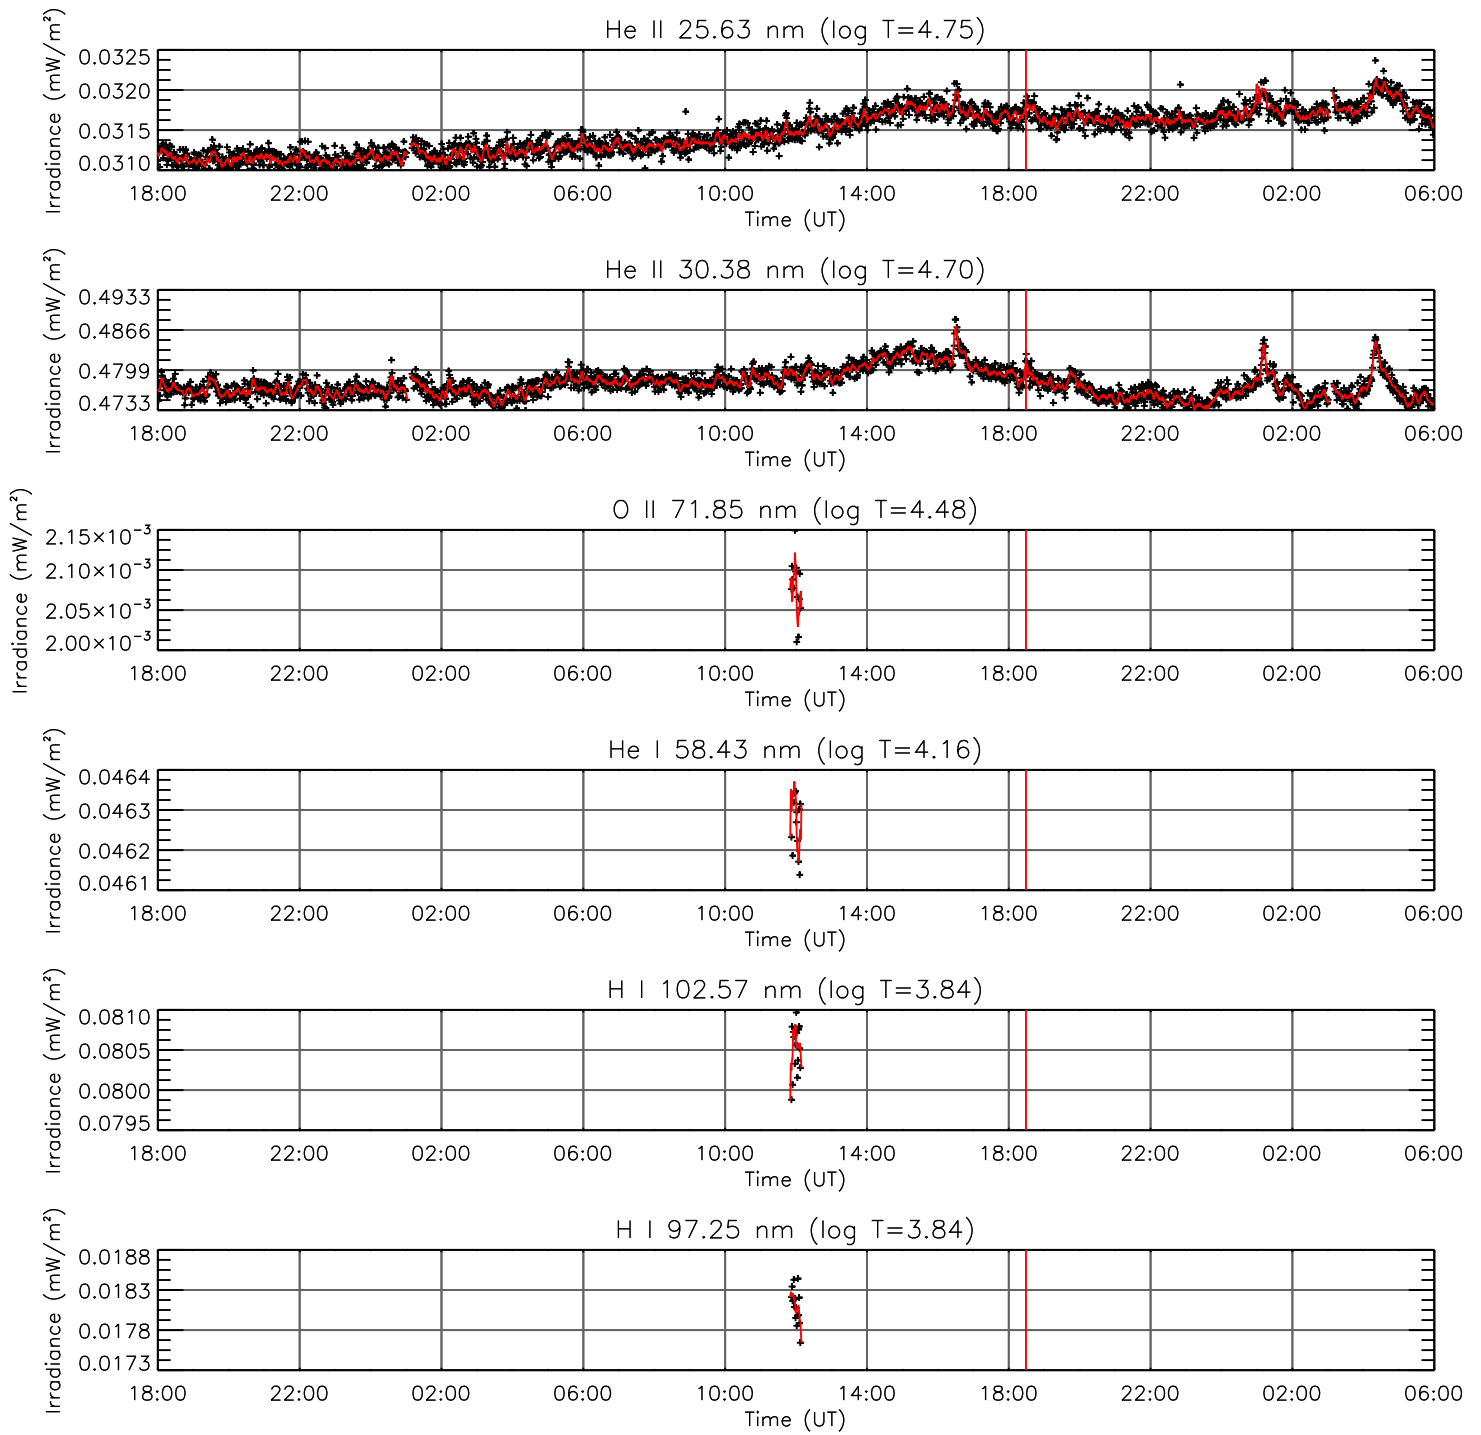 He II 25.63 nm (log T=4.75)
Irradiance (mW/m²)
0.0325
0.0320
0.0315
0.0310
18:00 22:00 02:00 06:00 10:00 14:00 18:00 22:00 02:00 06:00
Time (UT)
He II 30.38 nm (log T=4.70)
Irradiance (mW/m²)
0.4933
0.4866
0.4799
0.4733
18:00 22:00 02:00 06:00 10:00 14:00 18:00 22:00 02:00 06:00
Time (UT)
O II 71.85 nm (log T=4.48)
Irradiance (mW/m²)
2.15×10⁻³
2.10×10⁻³
2.05×10⁻³
2.00×10⁻³
18:00 22:00 02:00 06:00 10:00 14:00 18:00 22:00 02:00 06:00
Time (UT)
He I 58.43 nm (log T=4.16)
Irradiance (mW/m²)
0.0464
0.0463
0.0462
0.0461
18:00 22:00 02:00 06:00 10:00 14:00 18:00 22:00 02:00 06:00
Time (UT)
H I 102.57 nm (log T=3.84)
Irradiance (mW/m²)
0.0810
0.0805
0.0800
0.0795
18:00 22:00 02:00 06:00 10:00 14:00 18:00 22:00 02:00 06:00
Time (UT)
H I 97.25 nm (log T=3.84)
Irradiance (mW/m²)
0.0188
0.0183
0.0178
0.0173
18:00 22:00 02:00 06:00 10:00 14:00 18:00 22:00 02:00 06:00
Time (UT)